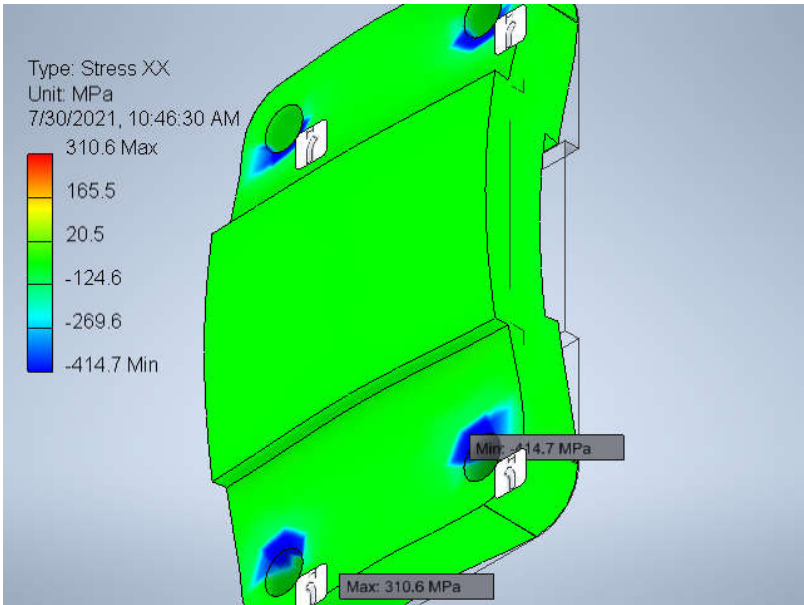 Type: Stress XX
Unit: MPa
7/30/2021, 10:46:30 AM
310.6 Max
165.5
20.5
-124.6
-269.6
-414.7 Min
Min: -414.7 MPa
Max: 310.6 MPa